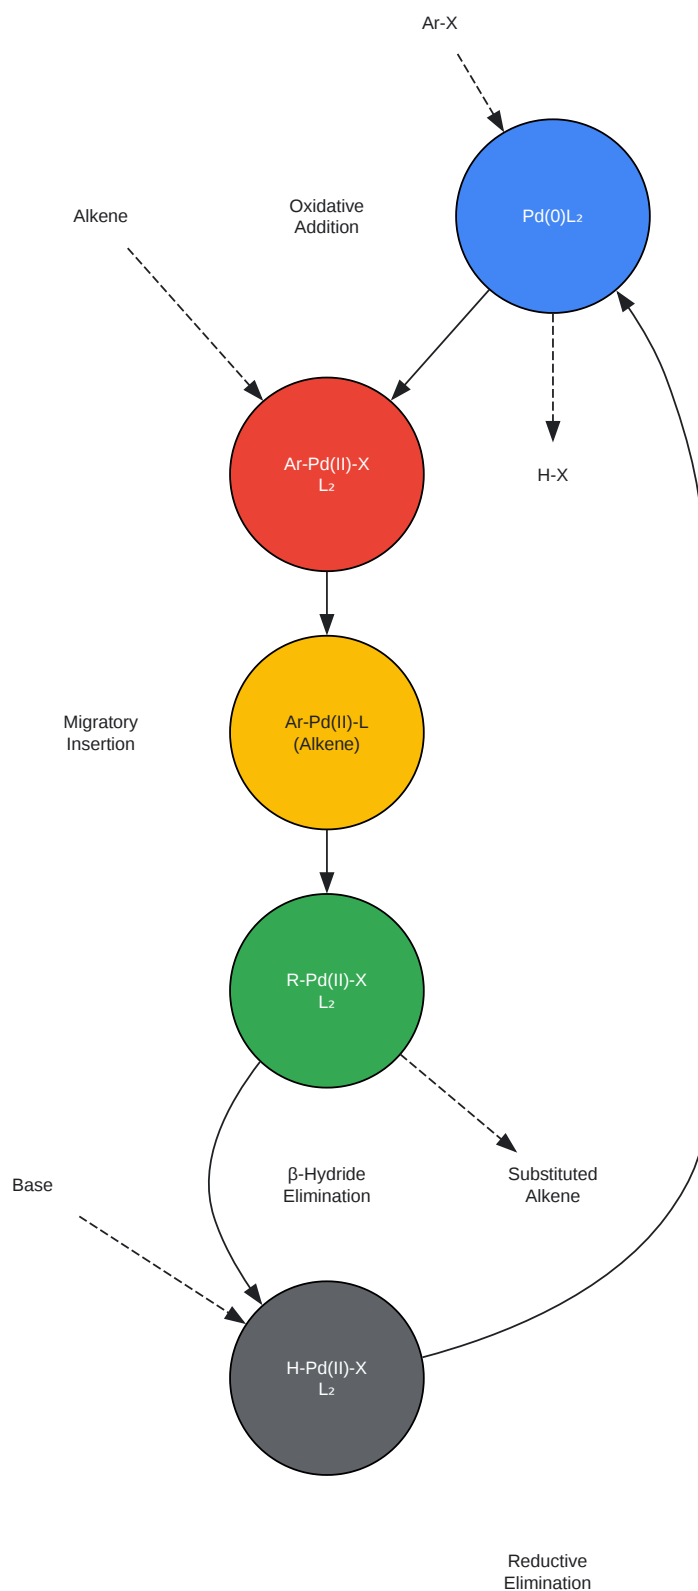 Ar-X
Alkene
Oxidative
Addition
Pd(0)L₂
Ar-Pd(II)-X
L₂
H-X
Migratory
Insertion
Ar-Pd(II)-L
(Alkene)
R-Pd(II)-X
L₂
Base
β-Hydride
Elimination
Substituted
Alkene
H-Pd(II)-X
L₂
Reductive
Elimination